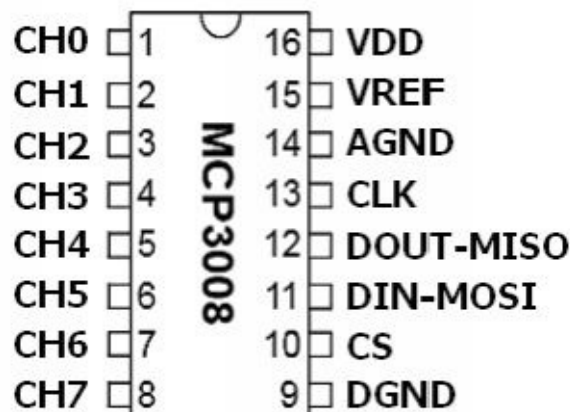 CH0 1 16 VDD
CH1 2 15 VREF
CH2 3 14 AGND
CH3 4 13 CLK
CH4 5 12 DOUT-MISO
CH5 6 11 DIN-MOSI
CH6 7 10 CS
CH7 8 9 DGND
MCP3008